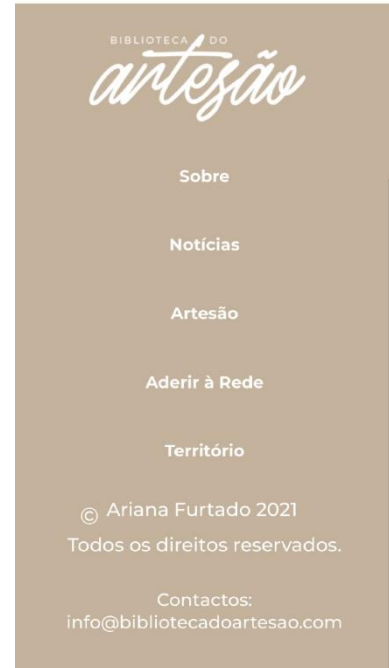 BIBLIOTECA DO
artesão
Sobre
Notícias
Artesão
Aderir à Rede
Território
© Ariana Furtado 2021
Todos os direitos reservados.
Contactos:
info@bibliotecadoartesao.com